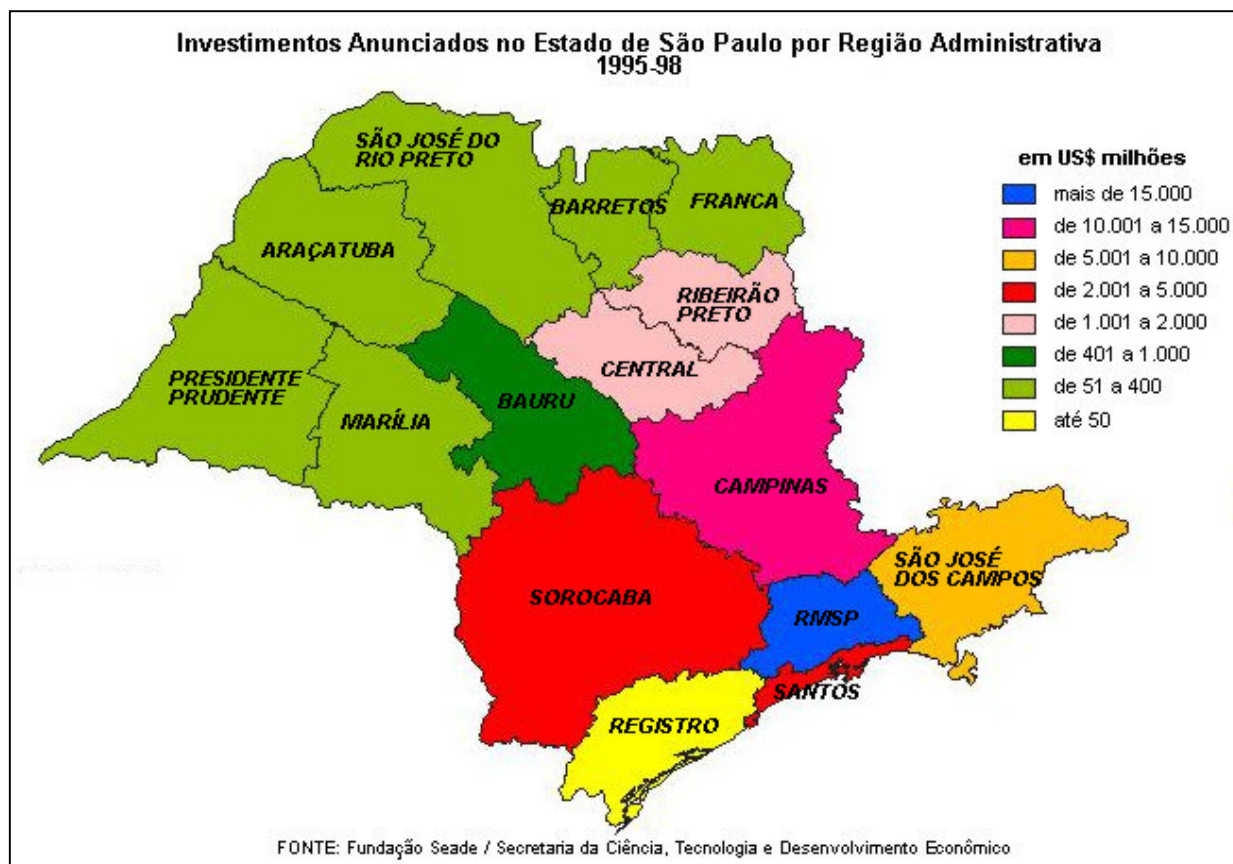 Investimentos Anunciados no Estado de São Paulo por Região Administrativa
1995-98
SÃO JOSÉ DO
RIO PRETO
BARRETOS
FRANCA
ARAÇATUBA
RIBEIRÃO
PRETO
CENTRAL
PRESIDENTE
PRUDENTE
MARÍLIA
BAURU
CAMPINAS
SÃO JOSÉ
DOS CAMPOS
SOROCABA
RMSP
SANTOS
REGISTRO
em US$ milhões
mais de 15.000
de 10.001 a 15.000
de 5.001 a 10.000
de 2.001 a 5.000
de 1.001 a 2.000
de 401 a 1.000
de 51 a 400
até 50
FONTE: Fundação Seade / Secretaria da Ciência, Tecnologia e Desenvolvimento Econômico